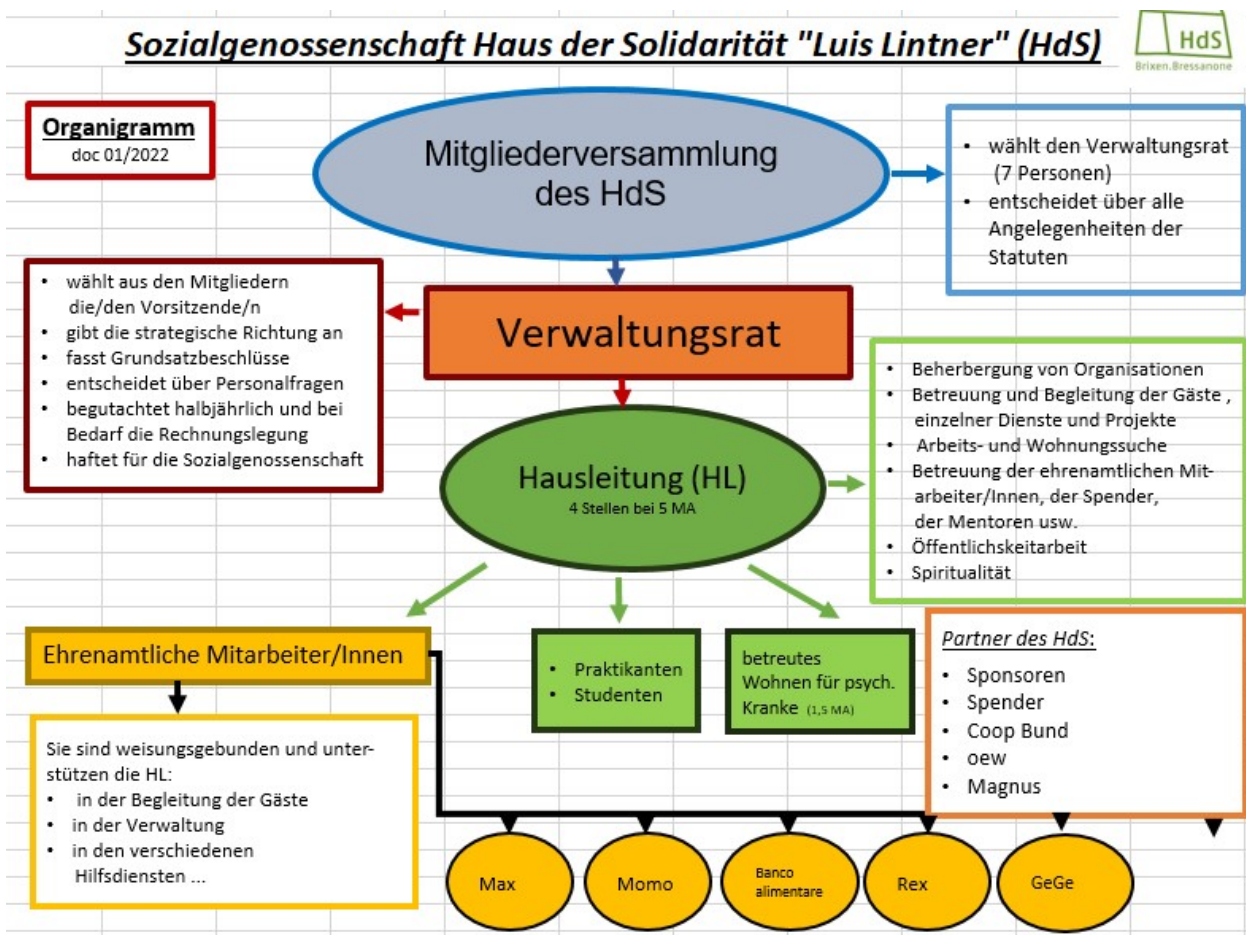 Sozialgenossenschaft Haus der Solidarität "Luis Lintner" (HdS)
HdS
Brixen.Bressanone
Organigramm
doc 01/2022
Mitgliederversammlung
des HdS
• wählt den Verwaltungsrat
(7 Personen)
• entscheidet über alle
Angelegenheiten der
Statuten
• wählt aus den Mitgliedern
die/den Vorsitzende/n
• gibt die strategische Richtung an
• fasst Grundsatzbeschlüsse
• entscheidet über Personalfragen
• begutachtet halbjährlich und bei
Bedarf die Rechnungslegung
• haftet für die Sozialgenossenschaft
Verwaltungsrat
• Beherbergung von Organisationen
• Betreuung und Begleitung der Gäste ,
einzelner Dienste und Projekte
• Arbeits- und Wohnungssuche
• Betreuung der ehrenamtlichen Mit-
arbeiter/Innen, der Spender,
der Mentoren usw.
• Öffentlichskeitarbeit
• Spiritualität
Hausleitung (HL)
4 Stellen bei 5 MA
Ehrenamtliche Mitarbeiter/Innen
• Praktikanten
• Studenten
betreutes
Wohnen für psych.
Kranke (1,5 MA)
Partner des HdS:
• Sponsoren
• Spender
• Coop Bund
• oew
• Magnus
Sie sind weisungsgebunden und unter-
stützen die HL:
• in der Begleitung der Gäste
• in der Verwaltung
• in den verschiedenen
Hilfsdiensten ...
Max
Momo
Banco
alimentare
Rex
GeGe